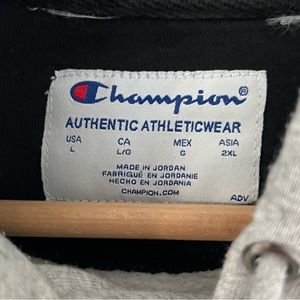 Champion
AUTHENTIC ATHLETICWEAR
USA CA MEX ASIA
L L/G G 2XL
MADE IN JORDAN
FABRIQUÉ EN JORDANIE
HECHO EN JORDANIA
CHAMPION.COM
ADV